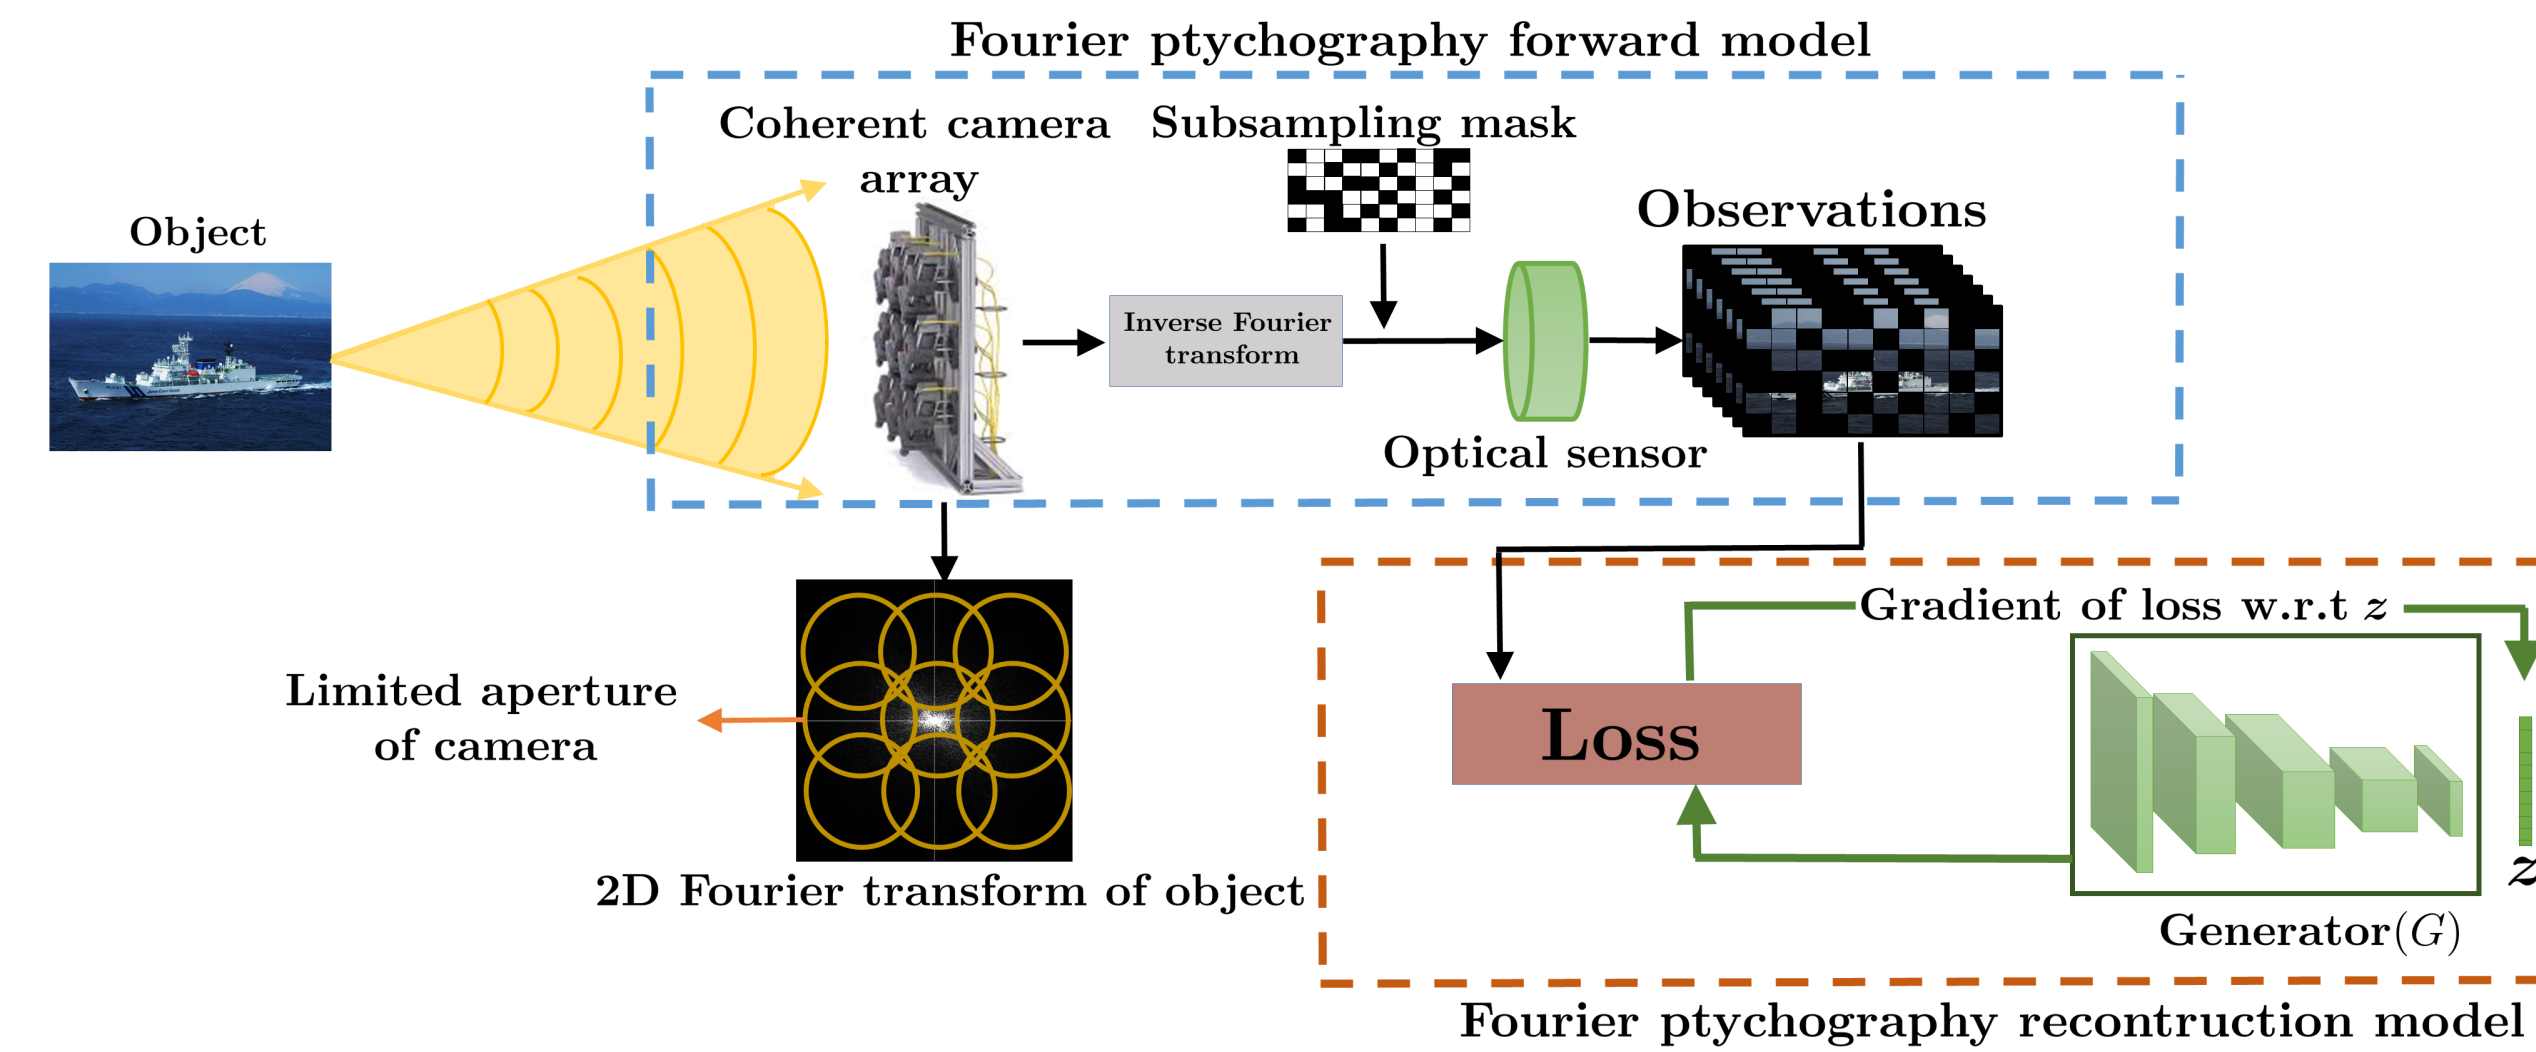 Fourier ptychography forward model
Coherent camera
array
Subsampling mask
Observations
Object
Inverse Fourier
transform
Optical sensor
Gradient of loss w.r.t z
Limited aperture
of camera
Loss
2D Fourier transform of object
z
Generator(G)
Fourier ptychography recontruction model